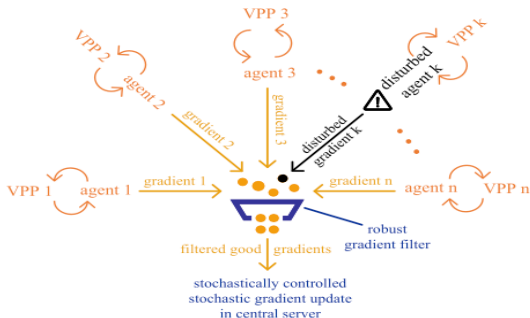 VPP 3
agent 3
gradient 3
VPP 2
agent 2
gradient 2
VPP k
disturbed
agent k
!
disturbed
gradient k
VPP 1
agent 1
gradient 1
gradient n
agent n
VPP n
robust
gradient filter
filtered good gradients
stochastically controlled
stochastic gradient update
in central server